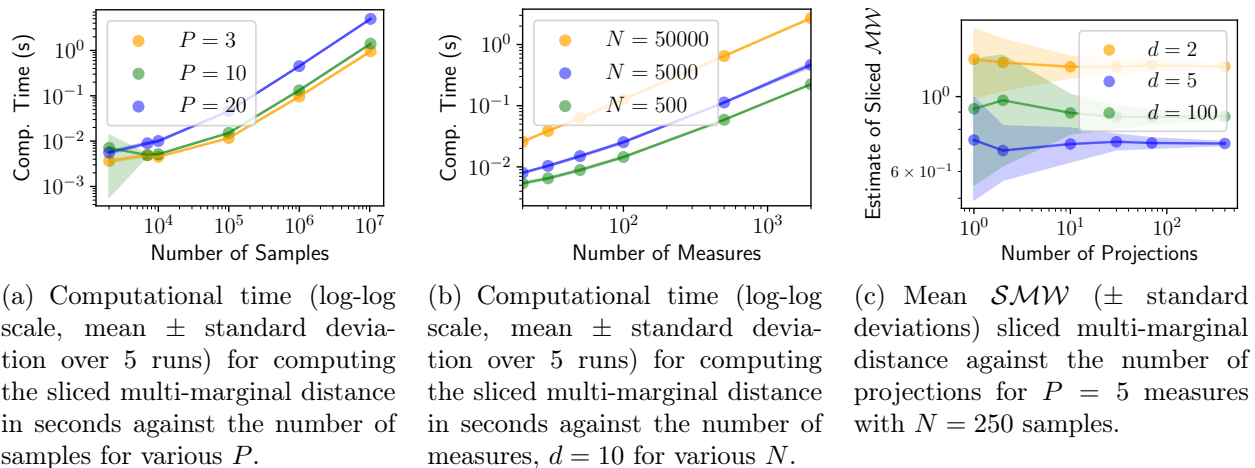 Comp. Time (s)
10^0
10^{-1}
10^{-2}
10^{-3}
P = 3
P = 10
P = 20
10^4
10^5
10^6
10^7
Number of Samples
Comp. Time (s)
10^0
10^{-1}
10^{-2}
N = 50000
N = 5000
N = 500
10^2
10^3
Number of Measures
Estimate of Sliced \mathcal{MW}
10^0
6 × 10^{-1}
d = 2
d = 5
d = 100
10^0
10^1
10^2
Number of Projections
(a) Computational time (log-log
scale, mean ± standard devia-
tion over 5 runs) for computing
the sliced multi-marginal distance
in seconds against the number of
samples for various P.
(b) Computational time (log-log
scale, mean ± standard devia-
tion over 5 runs) for computing
the sliced multi-marginal distance
in seconds against the number of
measures, d = 10 for various N.
(c) Mean \mathcal{SMW} (± standard
deviations) sliced multi-marginal
distance against the number of
projections for P = 5 measures
with N = 250 samples.